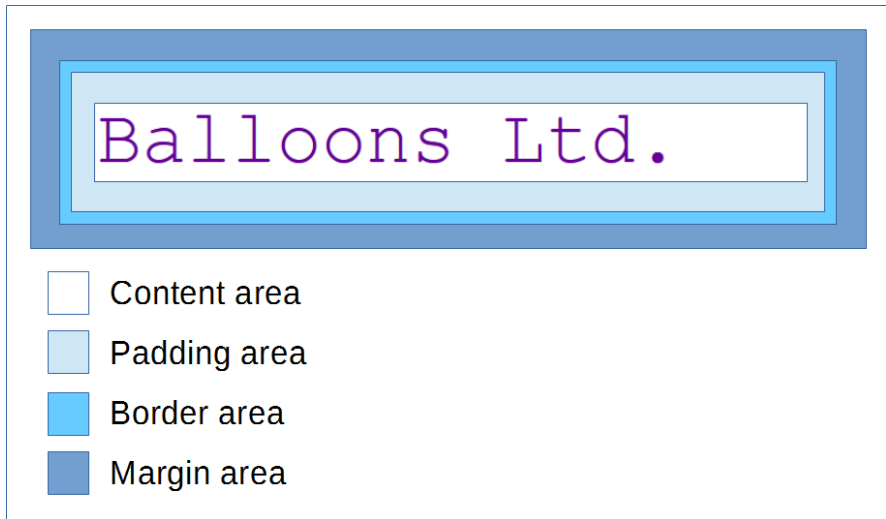 Balloons Ltd.
Content area
Padding area
Border area
Margin area